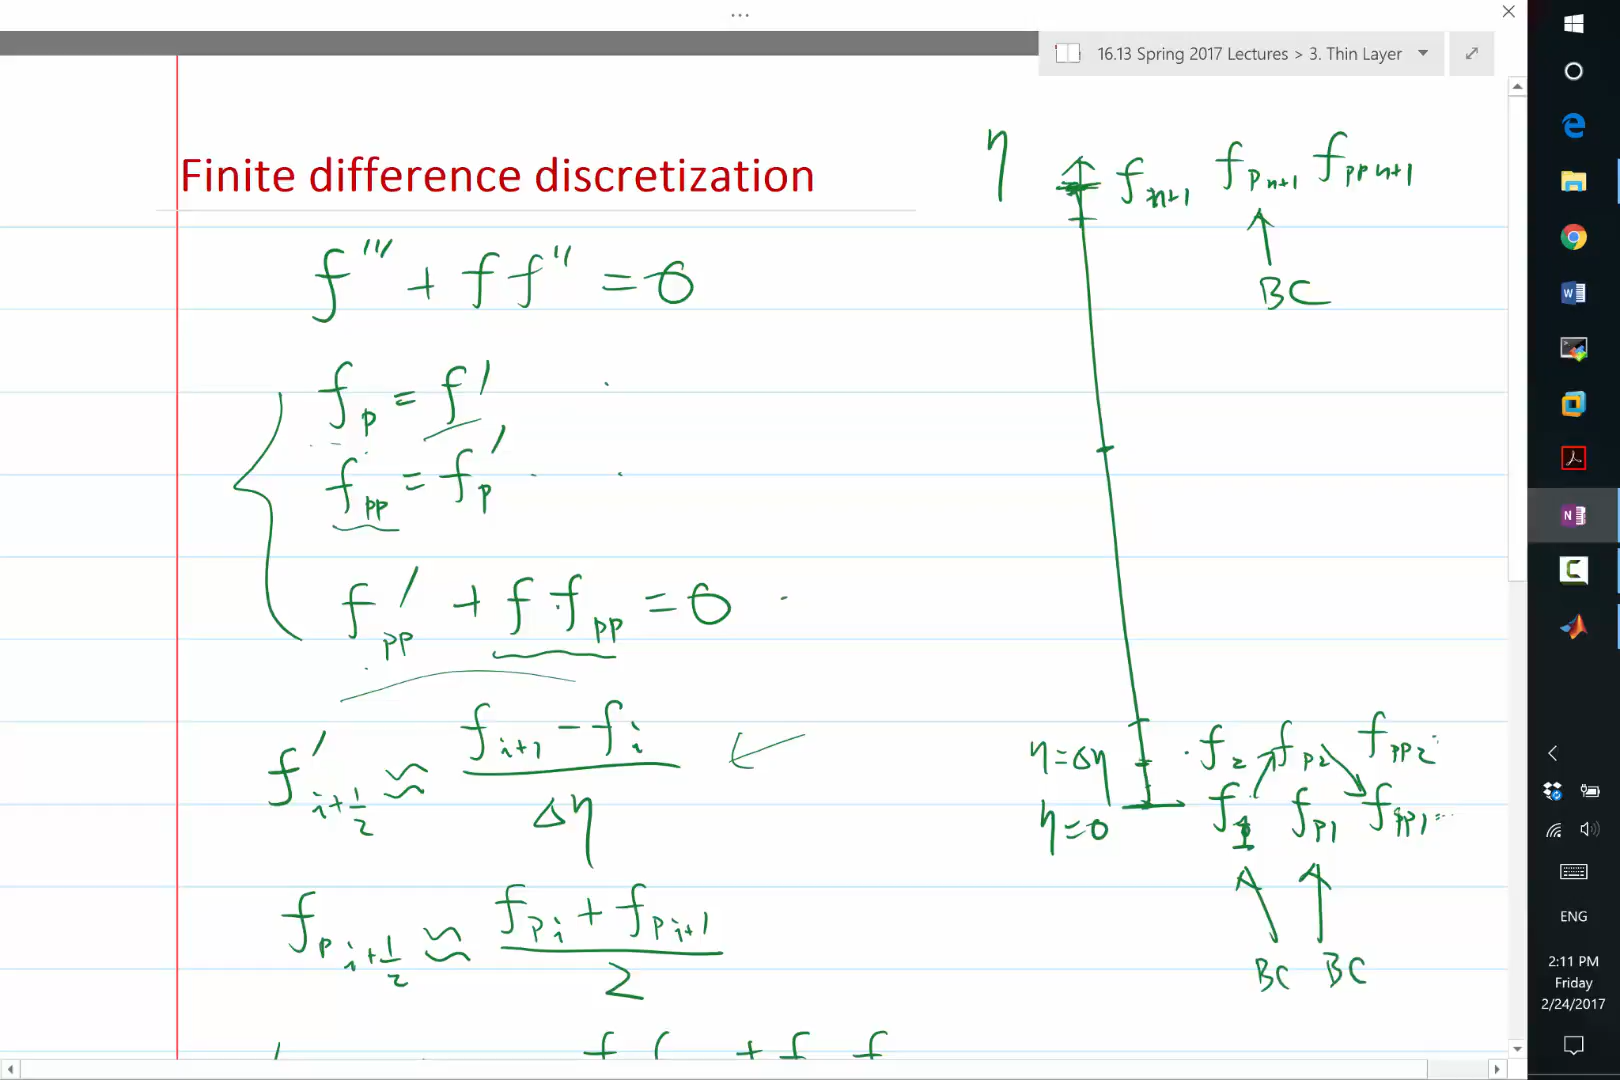 16.13 Spring 2017 Lectures > 3. Thin Layer
Finite difference discretization
f''' + f f'' = 0
f_p = f'
f_pp = f_p'
f_pp' + f · f_pp = 0
f'_{i+1/2} ≈ (f_{i+1} - f_i) / Δη
f_{p i+1/2} ≈ (f_{p i} + f_{p i+1}) / 2
η
f_{n+1} f_{p n+1} f_{pp n+1}
BC
η=Δη f_2 f_{p2} f_{pp2}
η=0 f_1 f_{p1} f_{pp1}
BC BC
ENG
2:11 PM
Friday
2/24/2017